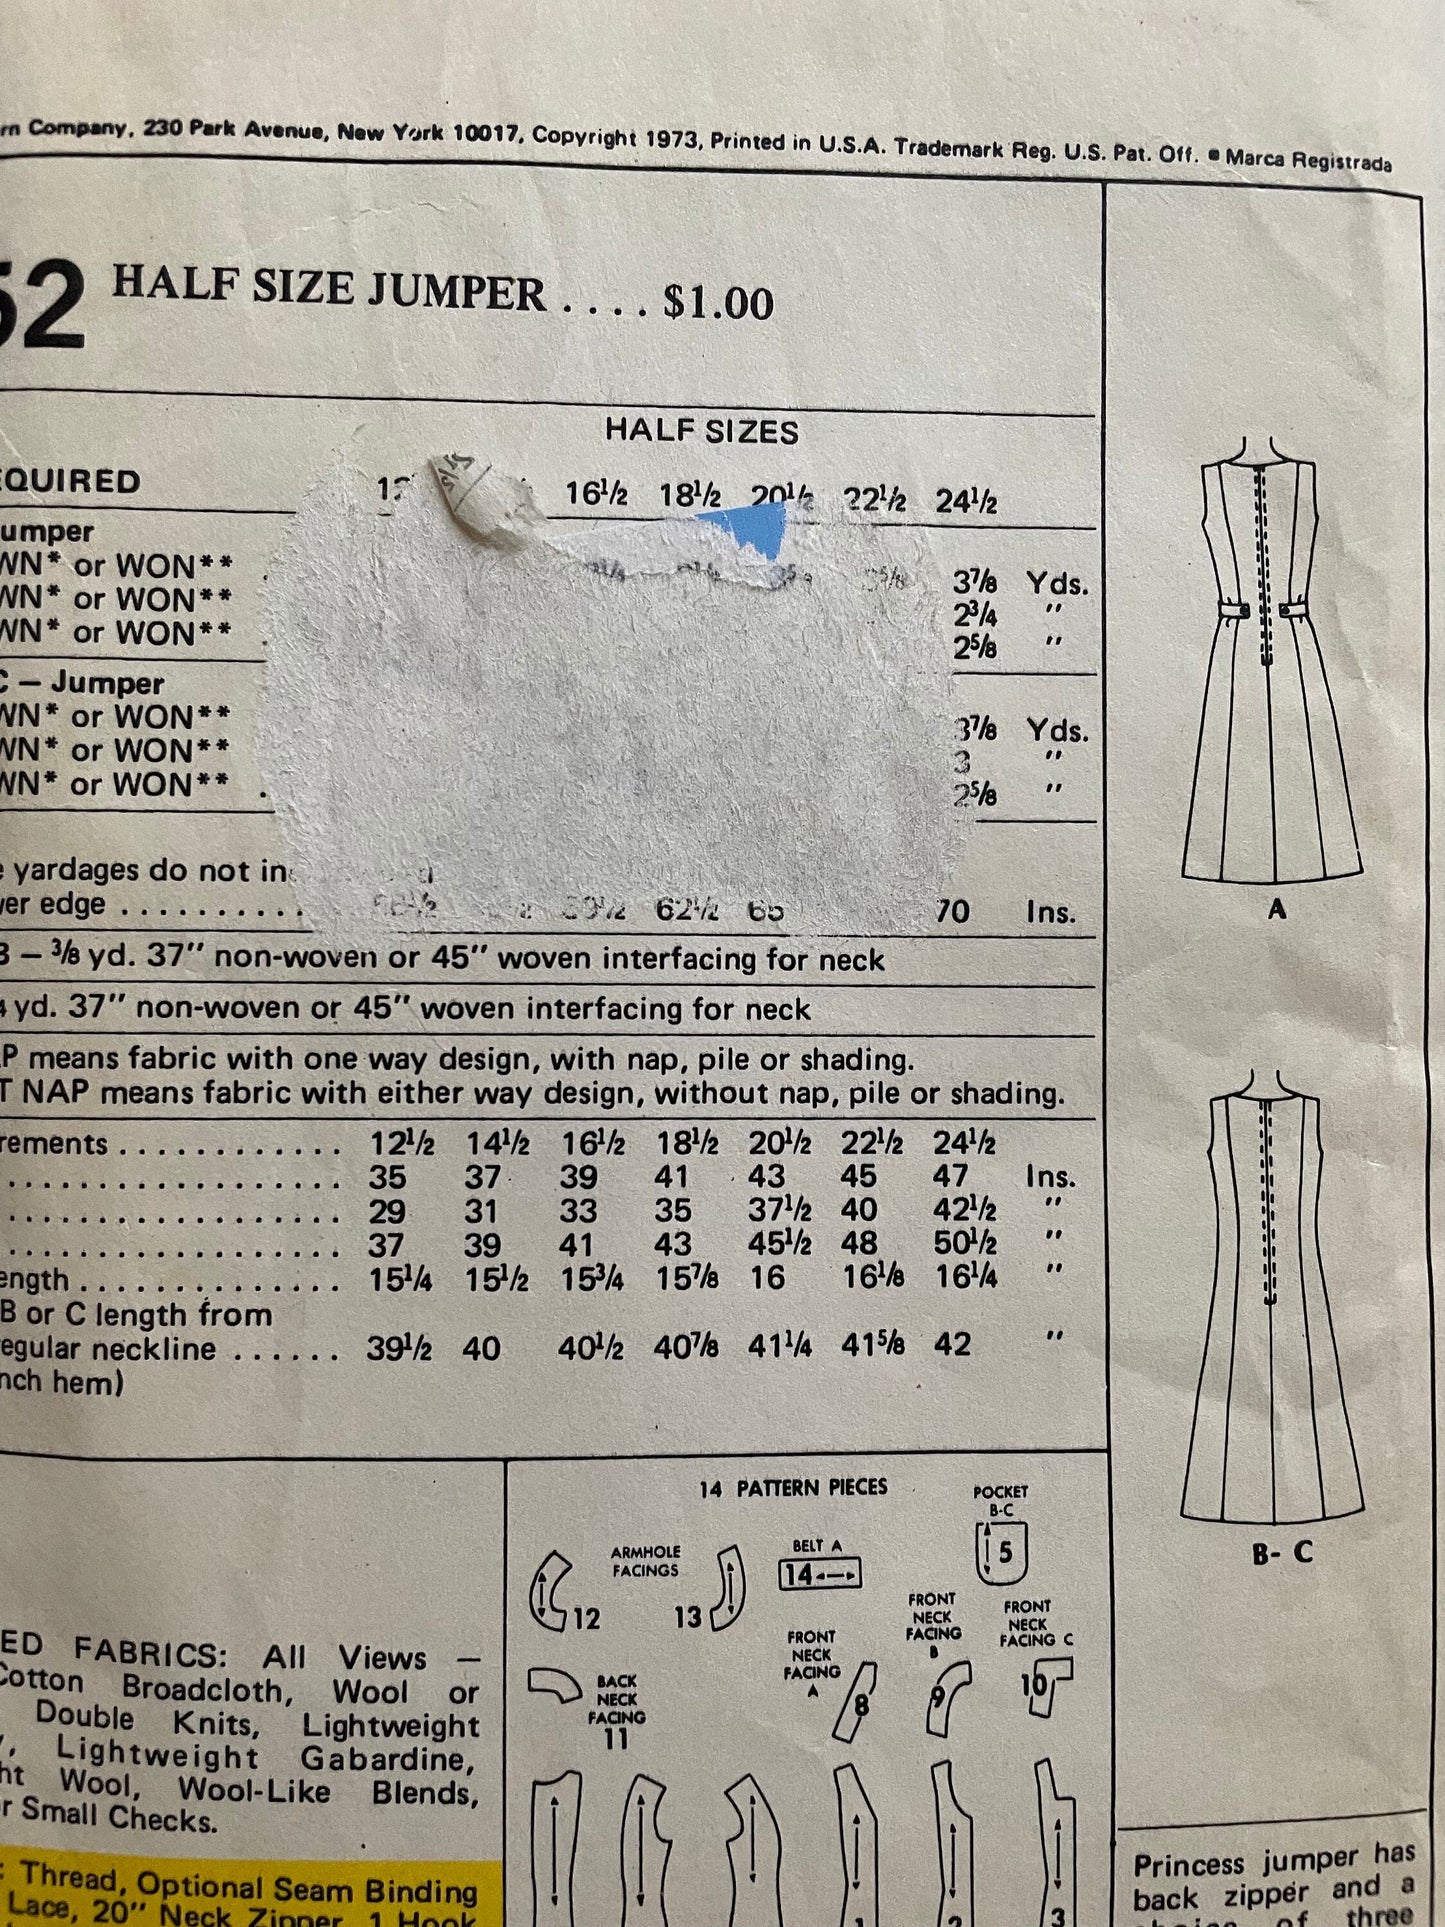 rn Company, 230 Park Avenue, New York 10017, Copyright 1973, Printed in U.S.A. Trademark Reg. U.S. Pat. Off. ● Marca Registrada
52 HALF SIZE JUMPER .... $1.00
HALF SIZES
EQUIRED 16½ 18½ 20½ 22½ 24½
umper
WN* or WON** 3⅞ Yds.
WN* or WON** 2¾ ″
WN* or WON** 2⅝ ″
C – Jumper
WN* or WON** 3⅞ Yds.
WN* or WON** 3 ″
WN* or WON** . 2⅝ ″
e yardages do not in
ver edge .......... 62½ 65 70 Ins.
B – ⅜ yd. 37″ non-woven or 45″ woven interfacing for neck
yd. 37″ non-woven or 45″ woven interfacing for neck
P means fabric with one way design, with nap, pile or shading.
T NAP means fabric with either way design, without nap, pile or shading.
rements ............ 12½ 14½ 16½ 18½ 20½ 22½ 24½
................... 35 37 39 41 43 45 47 Ins.
................... 29 31 33 35 37½ 40 42½ ″
................... 37 39 41 43 45½ 48 50½ ″
ength .............. 15¼ 15½ 15¾ 15⅞ 16 16⅛ 16¼ ″
B or C length from
egular neckline ...... 39½ 40 40½ 40⅞ 41¼ 41⅝ 42 ″
nch hem)
A
B- C
14 PATTERN PIECES
POCKET
B-C
5
ARMHOLE
FACINGS
12
13
BELT A
14
FRONT
NECK
FACING
A
8
FRONT
NECK
FACING
B
9
FRONT
NECK
FACING C
10
BACK
NECK
FACING
11
1
2
3
ED FABRICS: All Views –
Cotton Broadcloth, Wool or
Double Knits, Lightweight
, Lightweight Gabardine,
ht Wool, Wool-Like Blends,
r Small Checks.
: Thread, Optional Seam Binding
Lace, 20″ Neck Zipper, 1 Hook
Princess jumper has
back zipper and a
choice of three